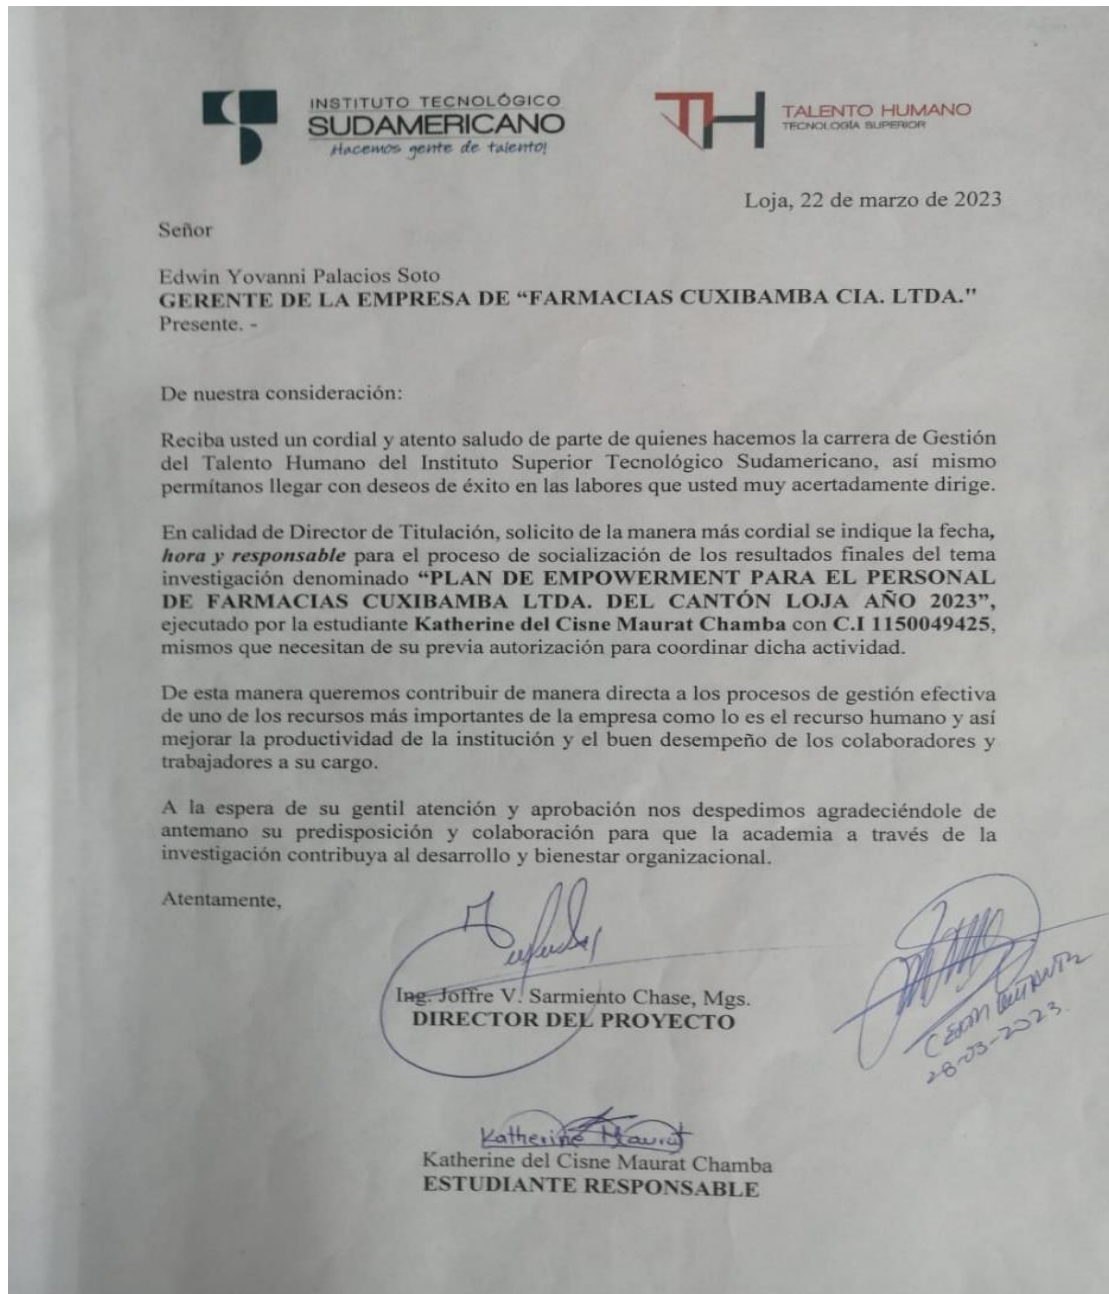 INSTITUTO TECNOLÓGICO
SUDAMERICANO
Hacemos gente de talento!
TALENTO HUMANO
TECNOLOGÍA SUPERIOR
Loja, 22 de marzo de 2023
Señor
Edwin Yovanni Palacios Soto
GERENTE DE LA EMPRESA DE “FARMACIAS CUXIBAMBA CIA. LTDA."
Presente. -
De nuestra consideración:
Reciba usted un cordial y atento saludo de parte de quienes hacemos la carrera de Gestión
del Talento Humano del Instituto Superior Tecnológico Sudamericano, así mismo
permítanos llegar con deseos de éxito en las labores que usted muy acertadamente dirige.
En calidad de Director de Titulación, solicito de la manera más cordial se indique la fecha,
hora y responsable para el proceso de socialización de los resultados finales del tema
investigación denominado “PLAN DE EMPOWERMENT PARA EL PERSONAL
DE FARMACIAS CUXIBAMBA LTDA. DEL CANTÓN LOJA AÑO 2023”,
ejecutado por la estudiante Katherine del Cisne Maurat Chamba con C.I 1150049425,
mismos que necesitan de su previa autorización para coordinar dicha actividad.
De esta manera queremos contribuir de manera directa a los procesos de gestión efectiva
de uno de los recursos más importantes de la empresa como lo es el recurso humano y así
mejorar la productividad de la institución y el buen desempeño de los colaboradores y
trabajadores a su cargo.
A la espera de su gentil atención y aprobación nos despedimos agradeciéndole de
antemano su predisposición y colaboración para que la academia a través de la
investigación contribuya al desarrollo y bienestar organizacional.
Atentamente,
Ing. Joffre V. Sarmiento Chase, Mgs.
DIRECTOR DEL PROYECTO
28-03-2023
Katherine Maurat
Katherine del Cisne Maurat Chamba
ESTUDIANTE RESPONSABLE